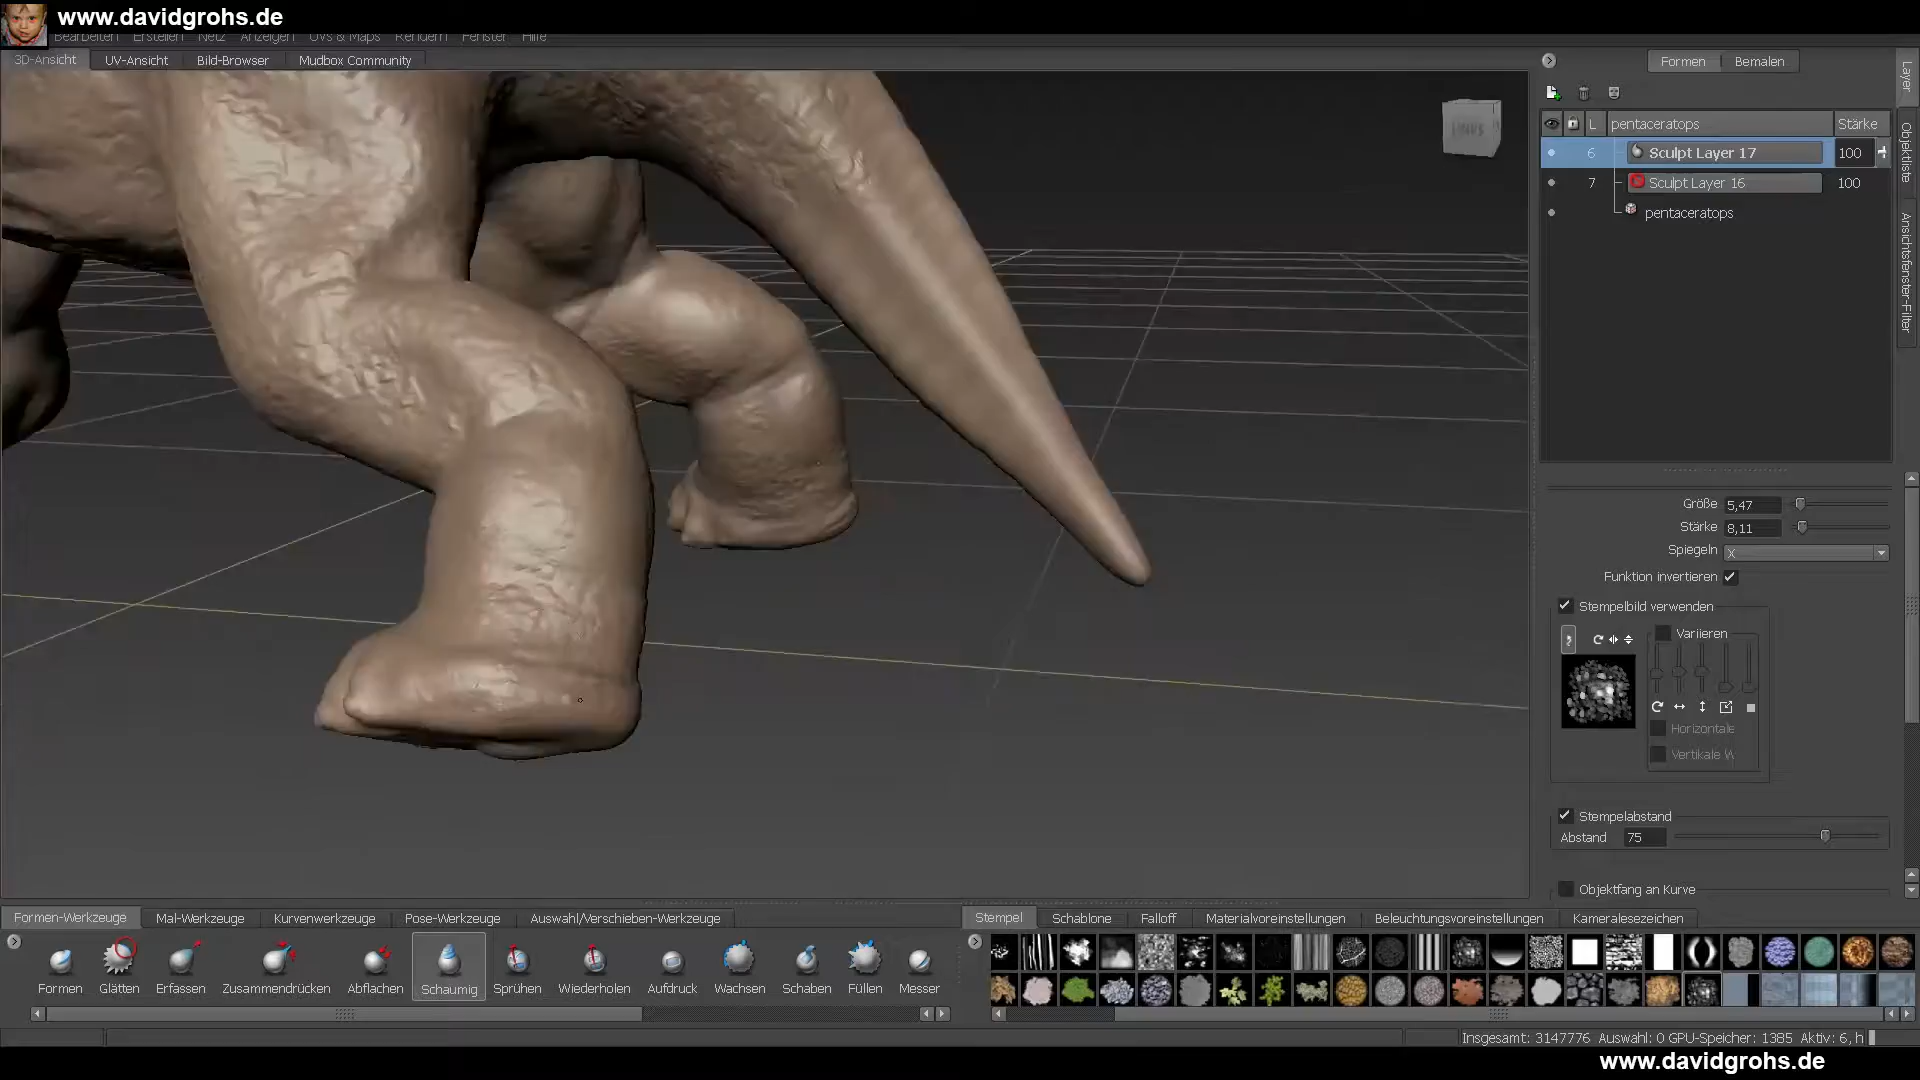 www.davidgrohs.de
Bearbeiten Erstellen Netz Anzeigen UVs & Maps Rendern Fenster Hilfe
3D-Ansicht UV-Ansicht Bild-Browser Mudbox Community
Formen Bemalen
L pentaceratops Stärke
6 Sculpt Layer 17 100
7 Sculpt Layer 16 100
pentaceratops
Layer
Objektliste
Ansichtsfenster-Filter
LINKS
Größe 5,47
Stärke 8,11
Spiegeln X
Funktion invertieren
Stempelbild verwenden
Variieren
Horizontale
Vertikale W
Stempelabstand
Abstand 75
Objektfang an Kurve
Formen-Werkzeuge Mal-Werkzeuge Kurvenwerkzeuge Pose-Werkzeuge Auswahl/Verschieben-Werkzeuge
Stempel Schablone Falloff Materialvoreinstellungen Beleuchtungsvoreinstellungen Kameralesezeichen
Formen Glätten Erfassen Zusammendrücken Abflachen Schaumig Sprühen Wiederholen Aufdruck Wachsen Schaben Füllen Messer
Insgesamt: 3147776 Auswahl: 0 GPU-Speicher: 1385 Aktiv: 6, h
www.davidgrohs.de